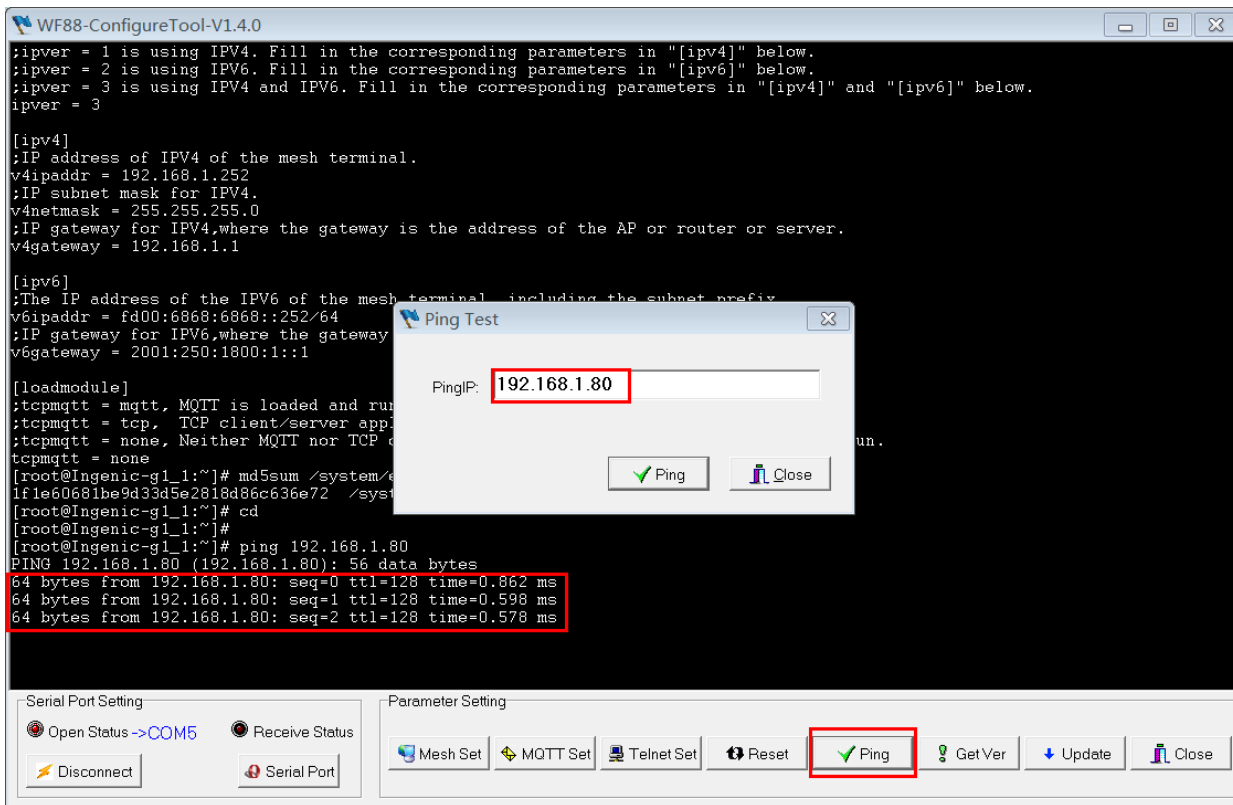 WF88-ConfigureTool-V1.4.0
;ipver = 1 is using IPV4. Fill in the corresponding parameters in "[ipv4]" below.
;ipver = 2 is using IPV6. Fill in the corresponding parameters in "[ipv6]" below.
;ipver = 3 is using IPV4 and IPV6. Fill in the corresponding parameters in "[ipv4]" and "[ipv6]" below.
ipver = 3
[ipv4]
;IP address of IPV4 of the mesh terminal.
v4ipaddr = 192.168.1.252
;IP subnet mask for IPV4.
v4netmask = 255.255.255.0
;IP gateway for IPV4,where the gateway is the address of the AP or router or server.
v4gateway = 192.168.1.1
[ipv6]
;The IP address of the IPV6 of the mesh terminal, including the subnet prefix
v6ipaddr = fd00:6868:6868::252/64
;IP gateway for IPV6,where the gateway
v6gateway = 2001:250:1800:1::1
[loadmodule]
;tcpmqtt = mqtt, MQTT is loaded and ru
;tcpmqtt = tcp, TCP client/server app
;tcpmqtt = none, Neither MQTT nor TCP un.
tcpmqtt = none
[root@Ingenic-g1_1:~]# md5sum /system/
1f1e60681be9d33d5e2818d86c636e72 /syst
[root@Ingenic-g1_1:~]# cd
[root@Ingenic-g1_1:~]#
[root@Ingenic-g1_1:~]# ping 192.168.1.80
PING 192.168.1.80 (192.168.1.80): 56 data bytes
64 bytes from 192.168.1.80: seq=0 ttl=128 time=0.862 ms
64 bytes from 192.168.1.80: seq=1 ttl=128 time=0.598 ms
64 bytes from 192.168.1.80: seq=2 ttl=128 time=0.578 ms
Ping Test
PingIP: 192.168.1.80
Ping Close
Serial Port Setting
Open Status ->COM5 Receive Status
Disconnect Serial Port
Parameter Setting
Mesh Set MQTT Set Telnet Set Reset Ping Get Ver Update Close